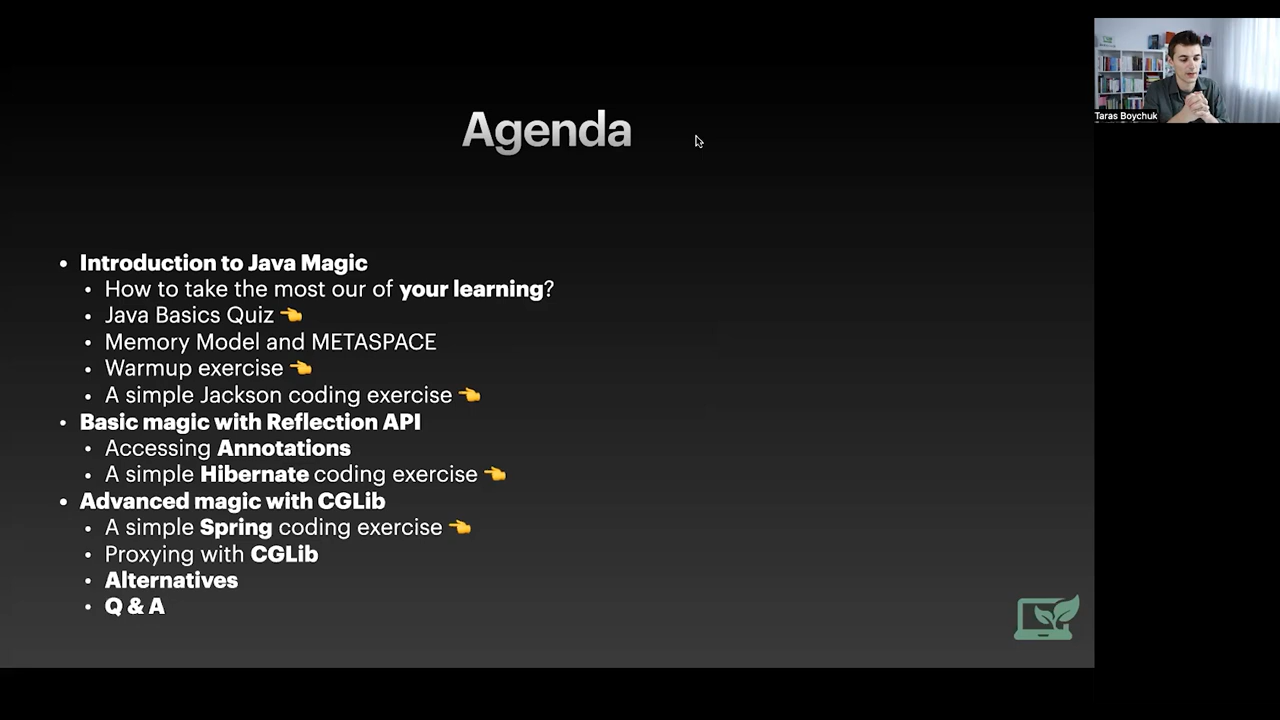 Agenda
Taras Boychuk
• Introduction to Java Magic
• How to take the most our of your learning?
• Java Basics Quiz 👈
• Memory Model and METASPACE
• Warmup exercise 👈
• A simple Jackson coding exercise 👈
• Basic magic with Reflection API
• Accessing Annotations
• A simple Hibernate coding exercise 👈
• Advanced magic with CGLib
• A simple Spring coding exercise 👈
• Proxying with CGLib
• Alternatives
• Q & A